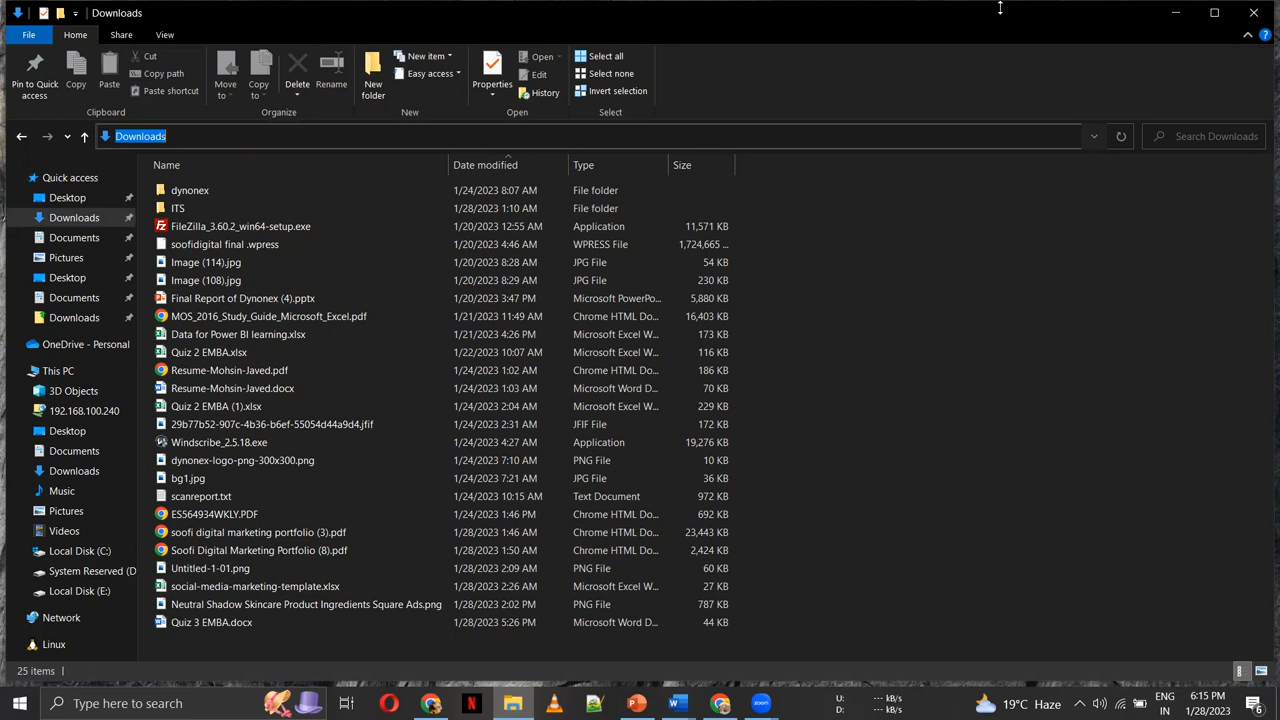 Downloads
File Home Share View
Pin to Quick access
Copy
Paste
Cut
Copy path
Paste shortcut
Move to
Copy to
Delete
Rename
New folder
New item
Easy access
Properties
Open
Edit
History
Select all
Select none
Invert selection
Clipboard Organize New Open Select
Downloads
Search Downloads
Name Date modified Type Size
Quick access
Desktop
Downloads
Documents
Pictures
Desktop
Documents
Downloads
OneDrive - Personal
This PC
3D Objects
192.168.100.240
Desktop
Documents
Downloads
Music
Pictures
Videos
Local Disk (C:)
System Reserved (D
Local Disk (E:)
Network
Linux
dynonex 1/24/2023 8:07 AM File folder
ITS 1/28/2023 1:10 AM File folder
FileZilla_3.60.2_win64-setup.exe 1/20/2023 12:55 AM Application 11,571 KB
soofidigital final .wpress 1/20/2023 4:46 AM WPRESS File 1,724,665 ...
Image (114).jpg 1/20/2023 8:28 AM JPG File 54 KB
Image (108).jpg 1/20/2023 8:29 AM JPG File 230 KB
Final Report of Dynonex (4).pptx 1/20/2023 3:47 PM Microsoft PowerPo... 5,880 KB
MOS_2016_Study_Guide_Microsoft_Excel.pdf 1/21/2023 11:49 AM Chrome HTML Do... 16,403 KB
Data for Power BI learning.xlsx 1/21/2023 4:26 PM Microsoft Excel W... 173 KB
Quiz 2 EMBA.xlsx 1/22/2023 10:07 AM Microsoft Excel W... 116 KB
Resume-Mohsin-Javed.pdf 1/24/2023 1:02 AM Chrome HTML Do... 186 KB
Resume-Mohsin-Javed.docx 1/24/2023 1:03 AM Microsoft Word D... 70 KB
Quiz 2 EMBA (1).xlsx 1/24/2023 2:04 AM Microsoft Excel W... 229 KB
29b77b52-907c-4b36-b6ef-55054d44a9d4.jfif 1/24/2023 2:31 AM JFIF File 172 KB
Windscribe_2.5.18.exe 1/24/2023 4:27 AM Application 19,276 KB
dynonex-logo-png-300x300.png 1/24/2023 7:10 AM PNG File 10 KB
bg1.jpg 1/24/2023 7:21 AM JPG File 36 KB
scanreport.txt 1/24/2023 10:15 AM Text Document 972 KB
ES564934WKLY.PDF 1/24/2023 1:46 PM Chrome HTML Do... 692 KB
soofi digital marketing portfolio (3).pdf 1/28/2023 1:46 AM Chrome HTML Do... 23,443 KB
Soofi Digital Marketing Portfolio (8).pdf 1/28/2023 1:50 AM Chrome HTML Do... 2,424 KB
Untitled-1-01.png 1/28/2023 2:09 AM PNG File 60 KB
social-media-marketing-template.xlsx 1/28/2023 2:26 AM Microsoft Excel W... 27 KB
Neutral Shadow Skincare Product Ingredients Square Ads.png 1/28/2023 2:02 PM PNG File 787 KB
Quiz 3 EMBA.docx 1/28/2023 5:26 PM Microsoft Word D... 44 KB
25 items
Type here to search
zoom
U: --- kB/s
D: --- kB/s
19°C Haze
ENG
IN
6:15 PM
1/28/2023
6